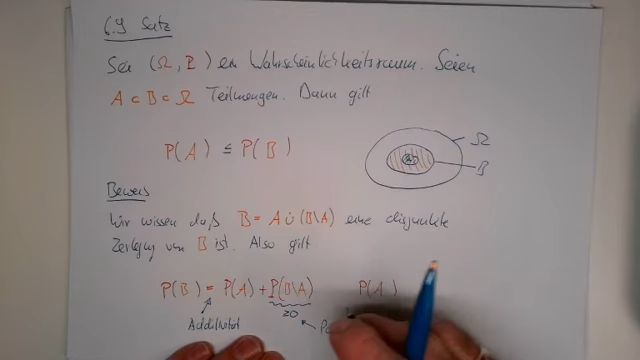 6.9 Satz
Sei (Ω, P) ein Wahrscheinlichkeitsraum. Seien
A ⊂ B ⊂ Ω Teilmengen. Dann gilt
P(A) ≤ P(B)
Ω
A
B
Beweis
Wir wissen daß B = A ∪̇ (B\A) eine disjunkte
Zerlegung von B ist. Also gilt
P(B) = P(A) + P(B\A) P(A)
≥0
Additivität